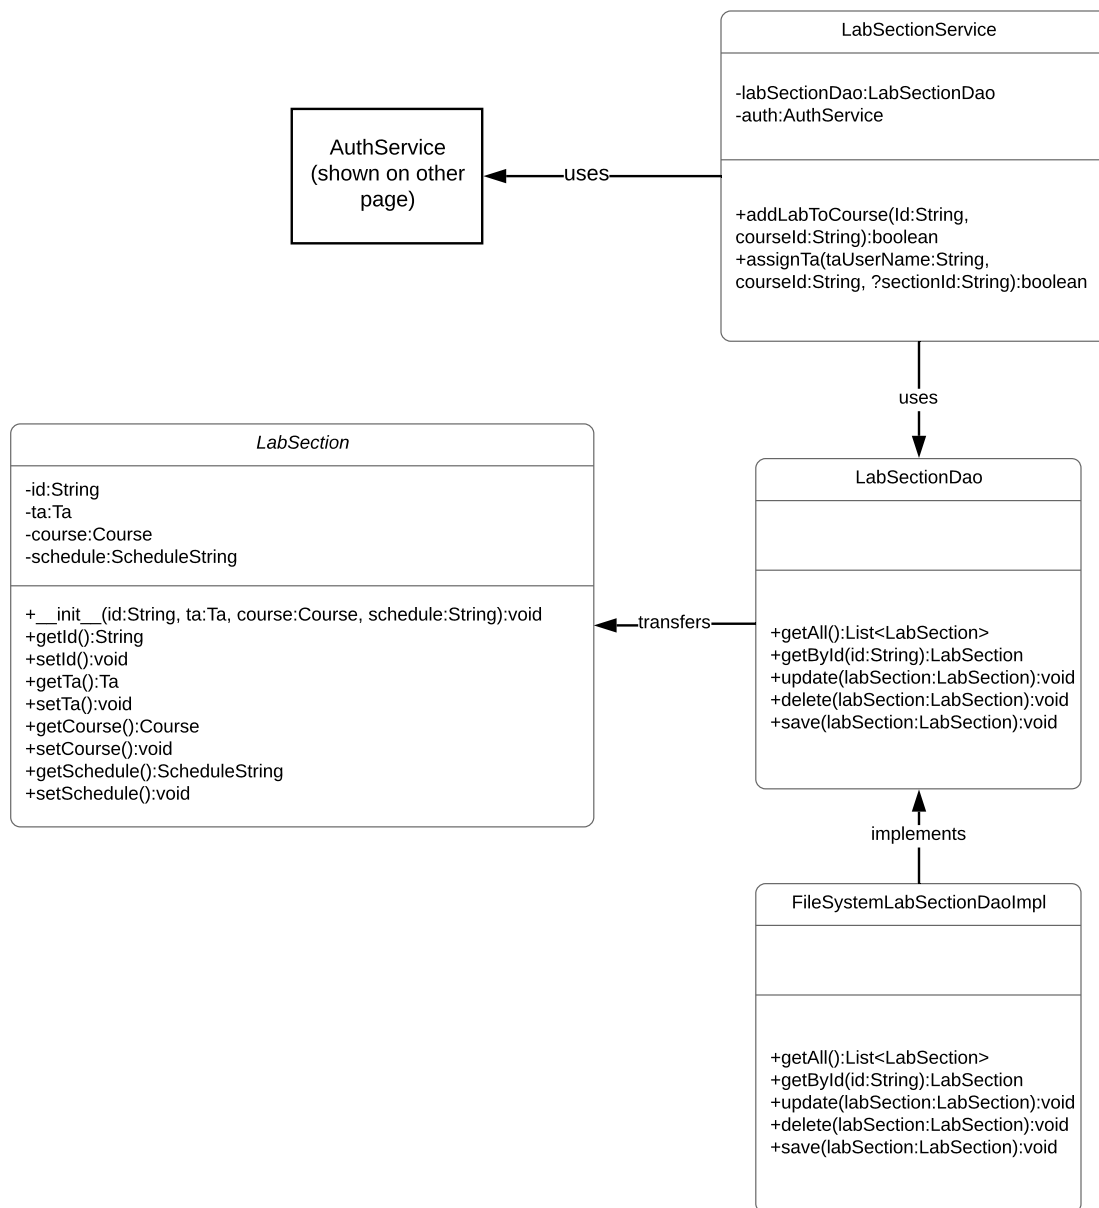 LabSectionService
-labSectionDao:LabSectionDao
-auth:AuthService
+addLabToCourse(Id:String,
courseId:String):boolean
+assignTa(taUserName:String,
courseId:String, ?sectionId:String):boolean
AuthService
(shown on other
page)
uses
uses
LabSection
-id:String
-ta:Ta
-course:Course
-schedule:ScheduleString
+__init__(id:String, ta:Ta, course:Course, schedule:String):void
+getId():String
+setId():void
+getTa():Ta
+setTa():void
+getCourse():Course
+setCourse():void
+getSchedule():ScheduleString
+setSchedule():void
transfers
LabSectionDao
+getAll():List<LabSection>
+getById(id:String):LabSection
+update(labSection:LabSection):void
+delete(labSection:LabSection):void
+save(labSection:LabSection):void
implements
FileSystemLabSectionDaoImpl
+getAll():List<LabSection>
+getById(id:String):LabSection
+update(labSection:LabSection):void
+delete(labSection:LabSection):void
+save(labSection:LabSection):void